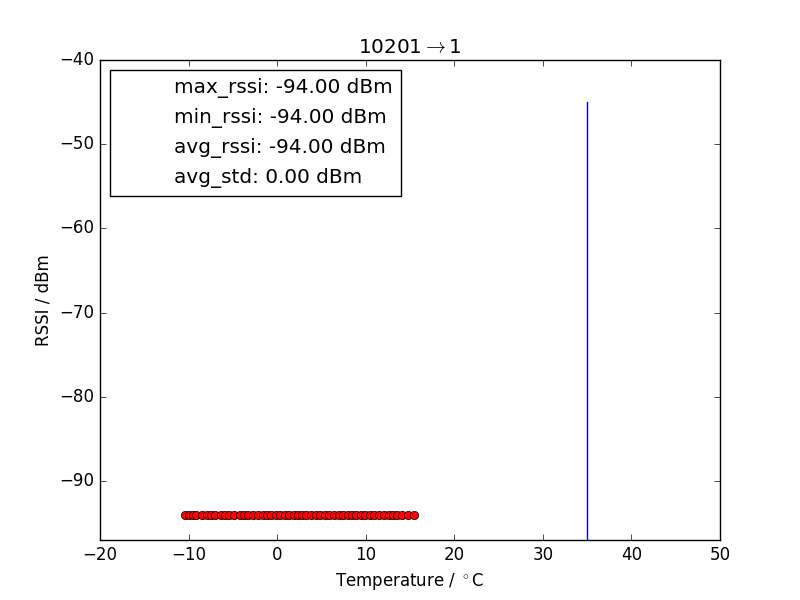 10201→1
max_rssi: -94.00 dBm
min_rssi: -94.00 dBm
avg_rssi: -94.00 dBm
avg_std: 0.00 dBm
RSSI / dBm
−40
−50
−60
−70
−80
−90
−20 −10 0 10 20 30 40 50
Temperature / °C